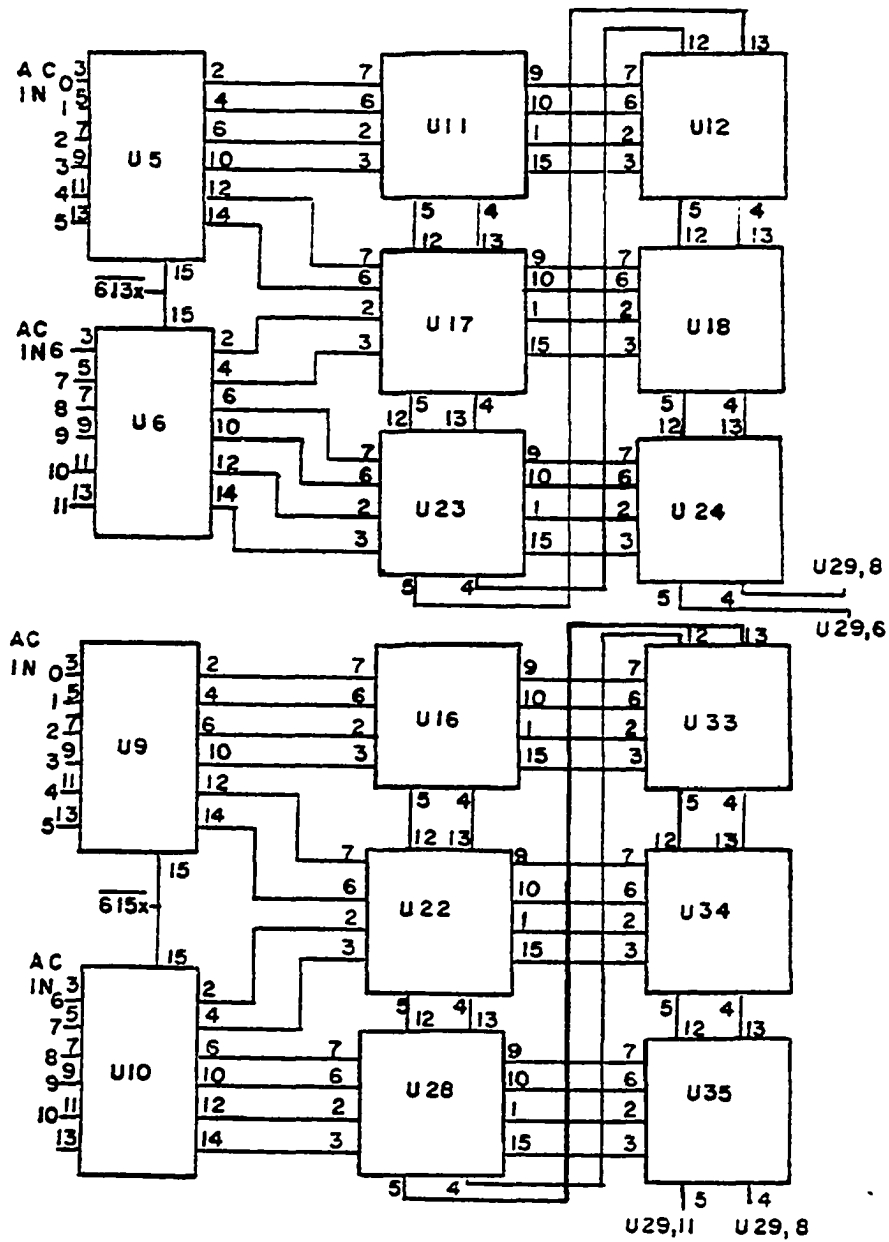 12 13
AC 3 2 7 9 7
0
IN 5 4 6 10 6
1
U5 U11 U12
2 7 6 2 1 2
3 9 10 3 15 3
4 11 12
5 13 14
5 4 5 4
12 13 12 13
15 7 9 7
6 10 6
613x
U17 U18
15 2 1 2
AC
IN 6 3 2 3 15 3
7 5 4
8 7 6 5 4 5 4
12 13 12 13
U6
9 9 10 7 9 7
10 11 12 6 10 6
11 13 14 2 U23 1 2 U24
3 15 3
5 4 5 4
U29,8
U29,6
12 13
AC
IN 0 3 2 7 9 7
1 5 4 6 10 6
U9 U16 U33
2 7 6 2 1 2
3 9 10 3 15 3
4 11 12
5 13 14
5 4 5 4
12 13 12 13
7 9 7
15
6 10 6
615x
U22 U34
2 1 2
3 15 3
15
AC
IN
6 3 2
7 5 4
5 4 5 4
12 13 12 13
8 7 6 7 9 7
U10 U28 U35
9 9 10 6 10 6
10 11 12 2 1 2
13 14 3 15 3
5 4 5 4
U29,11 U29,8